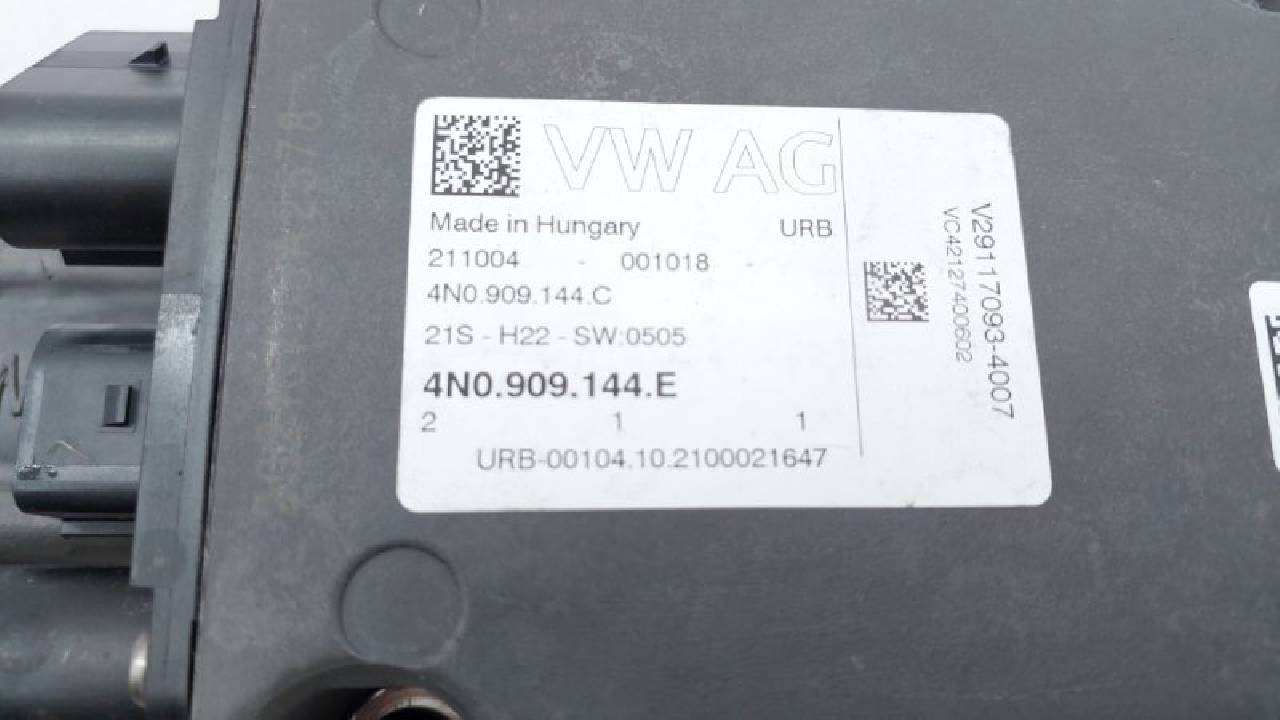 VW AG
Made in Hungary URB
211004 - 001018 -
4N0.909.144.C
21S - H22 - SW:0505
4N0.909.144.E
2 1 1
URB-00104.10.2100021647
V29117093-4007
VC42127400602